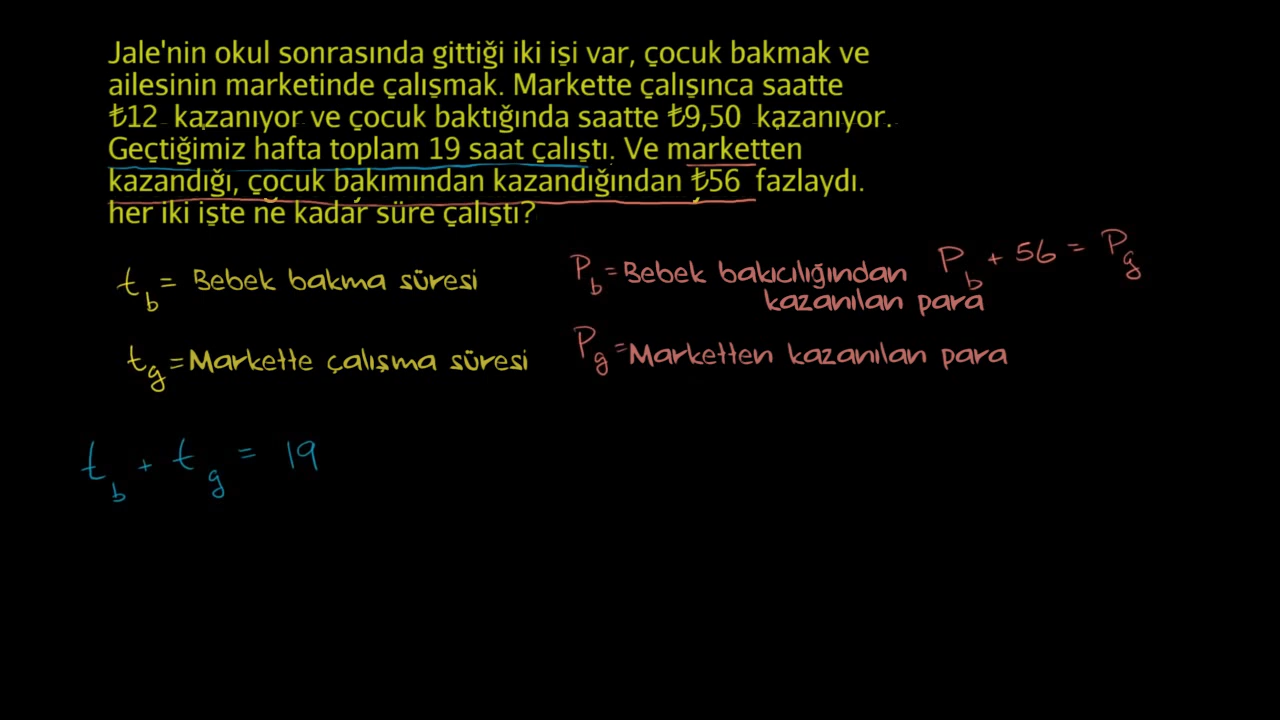 Jale'nin okul sonrasında gittiği iki işi var, çocuk bakmak ve
ailesinin marketinde çalışmak. Markette çalışınca saatte
₺12 kazanıyor ve çocuk baktığında saatte ₺9,50 kazanıyor.
Geçtiğimiz hafta toplam 19 saat çalıştı. Ve marketten
kazandığı, çocuk bakımından kazandığından ₺56 fazlaydı.
her iki işte ne kadar süre çalıştı?
t_b = Bebek bakma süresi
P_b = Bebek bakıcılığından
kazanılan para
P_b + 56 = P_g
t_g = Markette çalışma süresi
P_g = Marketten kazanılan para
t_b + t_g = 19